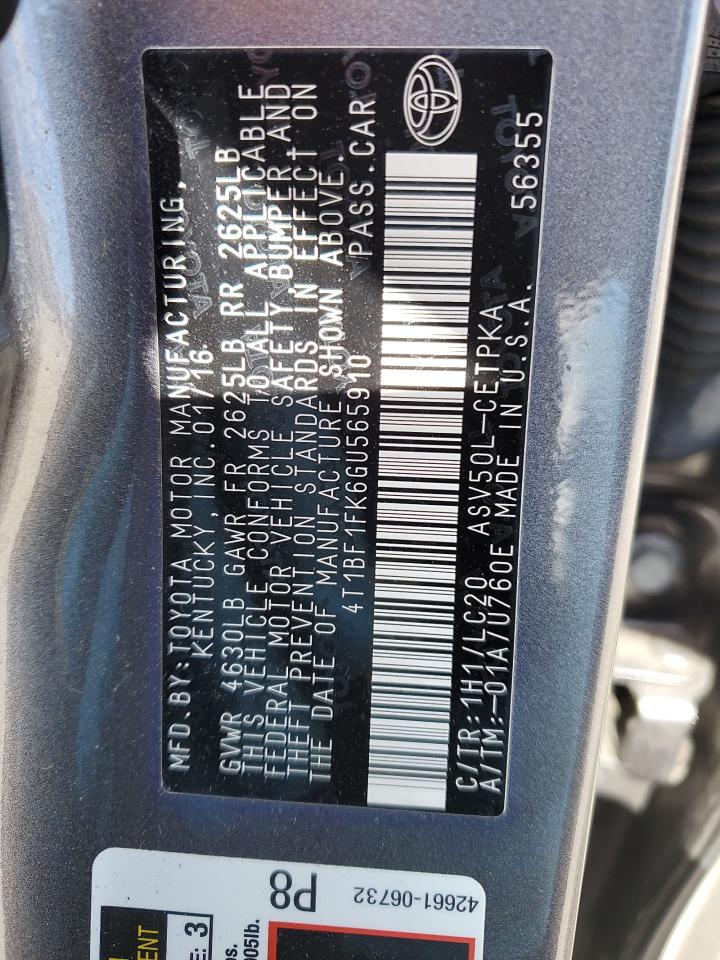 MFD.BY:TOYOTA MOTOR MANUFACTURING,
KENTUCKY,INC.01/16
GVWR 4630LB GAWR FR 2625LB RR 2625LB
THIS VEHICLE CONFORMS TO ALL APPLICABLE
FEDERAL MOTOR VEHICLE SAFETY BUMPER AND
THEFT PREVENTION STANDARDS IN EFFECT ON
THE DATE OF MANUFACTURE SHOWN ABOVE.
4T1BF1FK6GU565910 PASS.CAR
C/TR:1H1/LC20 ASV50L-CETPKA
A/TM:-01A/U760E MADE IN U.S.A. 56355
P8
42661-06732
3
005lb.